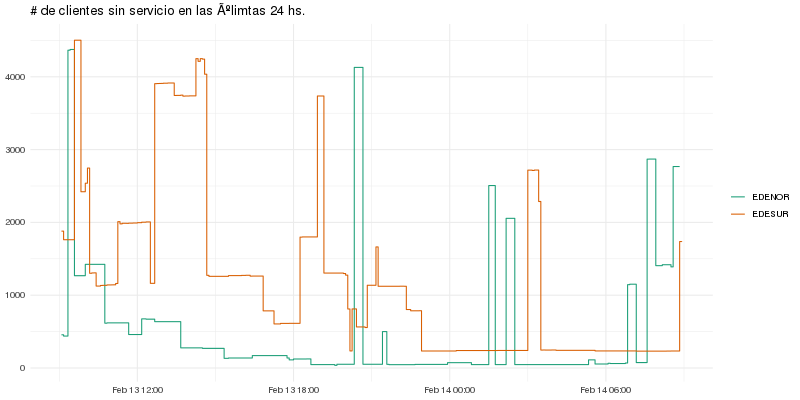 # de clientes sin servicio en las Ãºlimtas 24 hs.
4000
3000
2000
1000
0
Feb 13 12:00
Feb 13 18:00
Feb 14 00:00
Feb 14 06:00
EDENOR
EDESUR